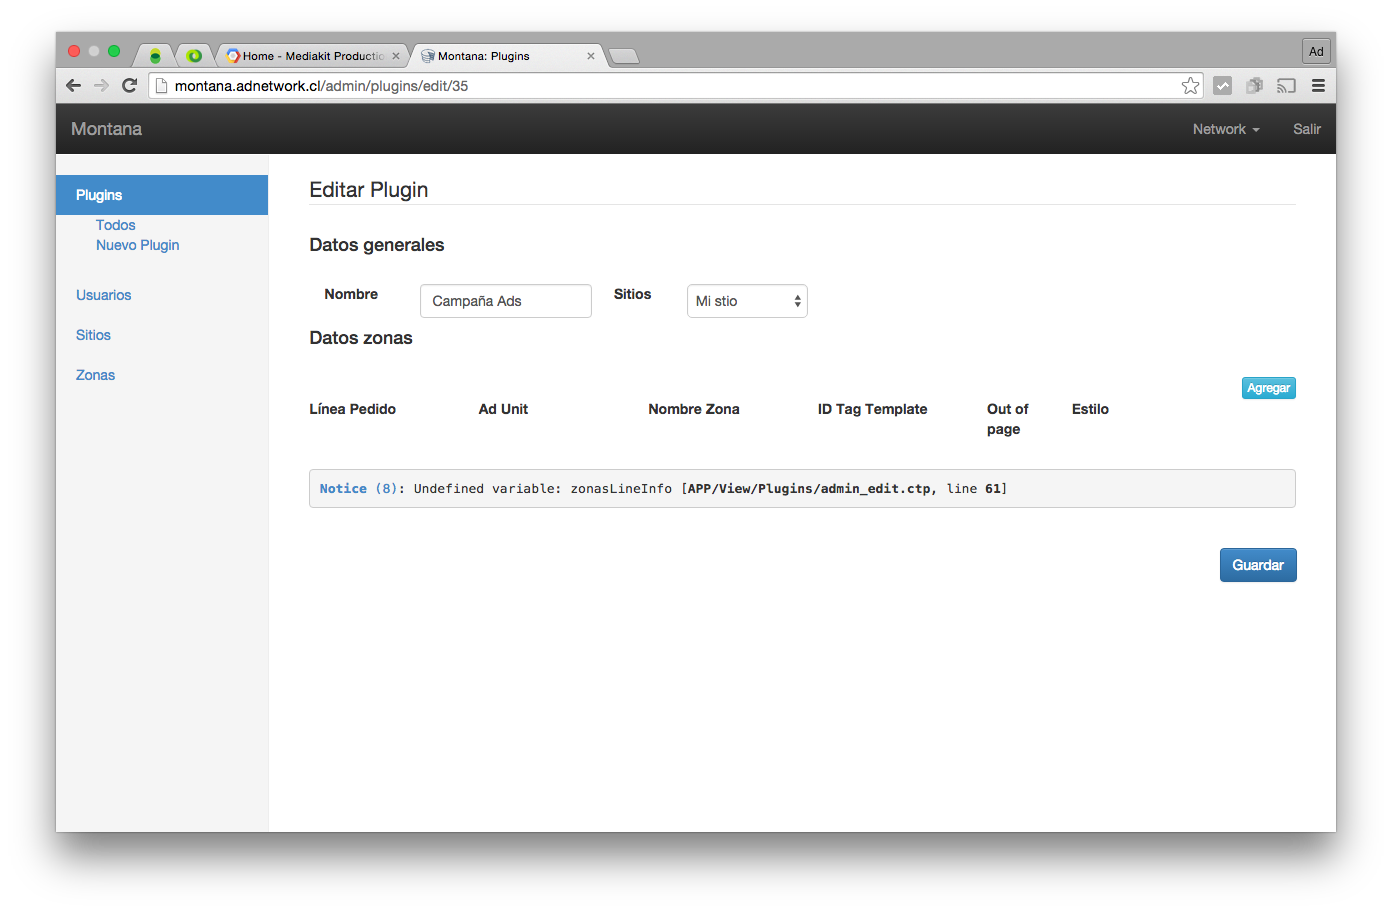 Home - Mediakit Productio
Montana: Plugins
Ad
montana.adnetwork.cl/admin/plugins/edit/35
Montana
Network
Salir
Plugins
Todos
Nuevo Plugin
Usuarios
Sitios
Zonas
Editar Plugin
Datos generales
Nombre
Campaña Ads
Sitios
Mi stio
Datos zonas
Agregar
Línea Pedido
Ad Unit
Nombre Zona
ID Tag Template
Out of
page
Estilo
Notice (8): Undefined variable: zonasLineInfo [APP/View/Plugins/admin_edit.ctp, line 61]
Guardar